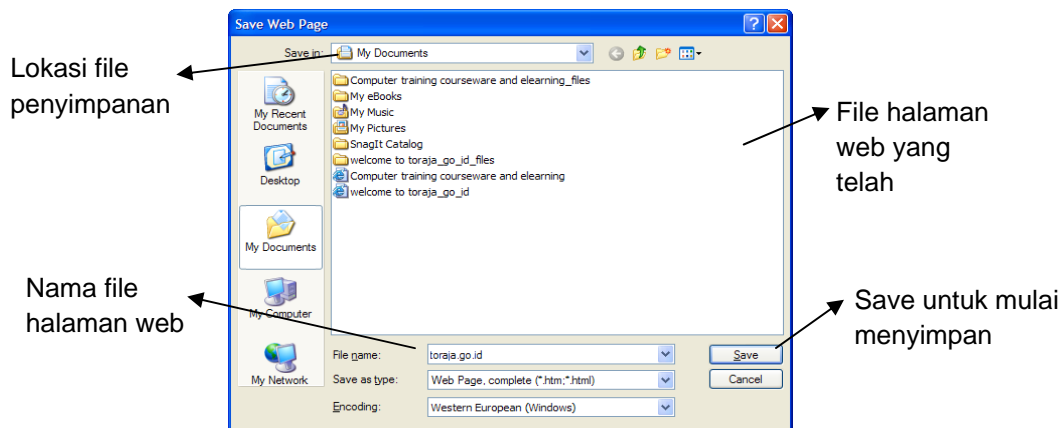 Save Web Page
Save in:
My Documents
Lokasi file
penyimpanan
My Recent
Documents
Desktop
My Documents
My Computer
My Network
Computer training courseware and elearning_files
My eBooks
My Music
My Pictures
SnagIt Catalog
welcome to toraja_go_id_files
Computer training courseware and elearning
welcome to toraja_go_id
File halaman
web yang
telah
Nama file
halaman web
File name:
toraja.go.id
Save
Save as type:
Web Page, complete (*.htm;*.html)
Cancel
Encoding:
Western European (Windows)
Save untuk mulai
menyimpan